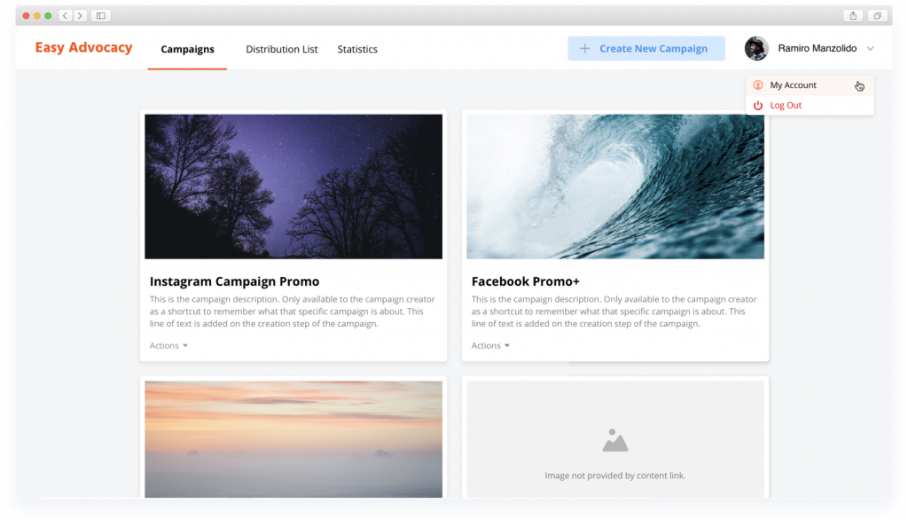 Easy Advocacy
Campaigns
Distribution List
Statistics
Create New Campaign
Ramiro Manzolido
My Account
Log Out
Instagram Campaign Promo
This is the campaign description. Only available to the campaign creator
as a shortcut to remember what that specific campaign is about. This
line of text is added on the creation step of the campaign.
Actions
Facebook Promo+
This is the campaign description. Only available to the campaign creator
as a shortcut to remember what that specific campaign is about. This
line of text is added on the creation step of the campaign.
Actions
Image not provided by content link.